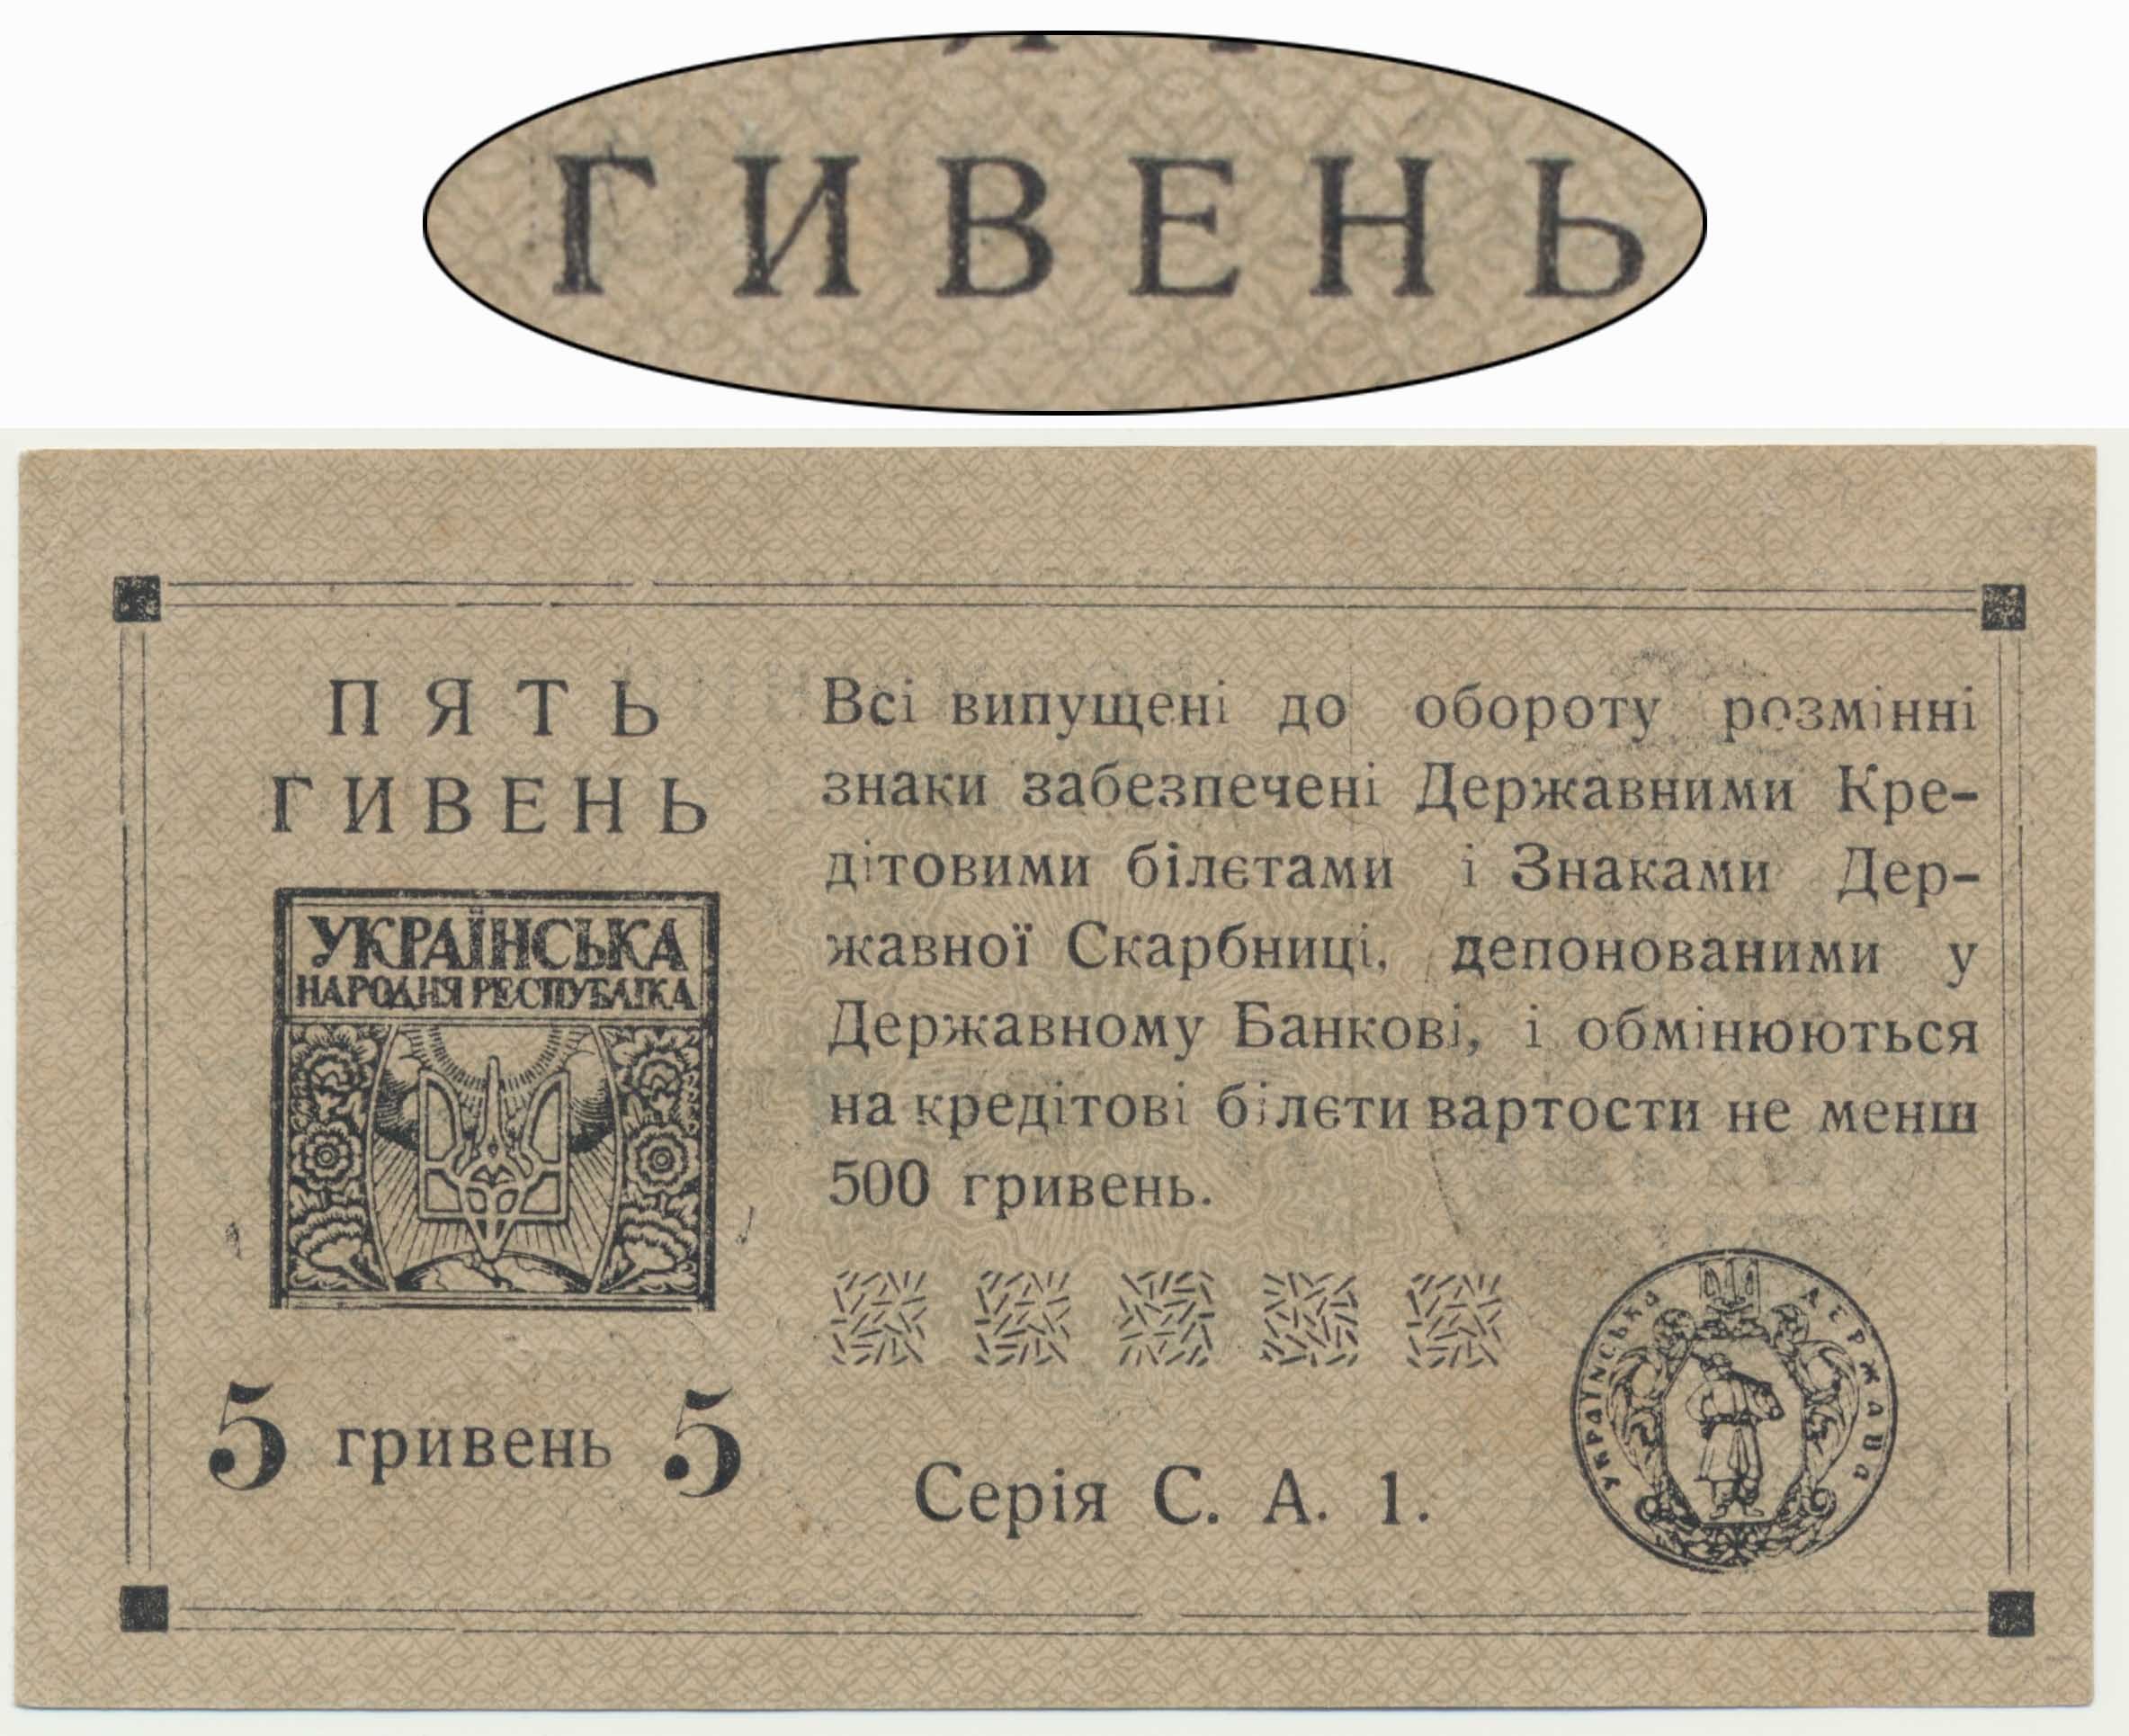 ГИВЕНЬ
ПЯТЬ
ГИВЕНЬ
УКРАЇНСЬКА
НАРОДНЯ РЕСПУБЛІКА
5 гривень 5
Всі випущені до обороту розмінні
знаки забезпечені Державними Кре-
дітовими білєтами і Знаками Дер-
жавної Скарбниці, депонованими у
Державному Банкові, і обмінюються
на кредітові білєти вартости не менш
500 гривень.
Серія С. А. 1.
УКРАЇНСЬКА ДЕРЖАВА